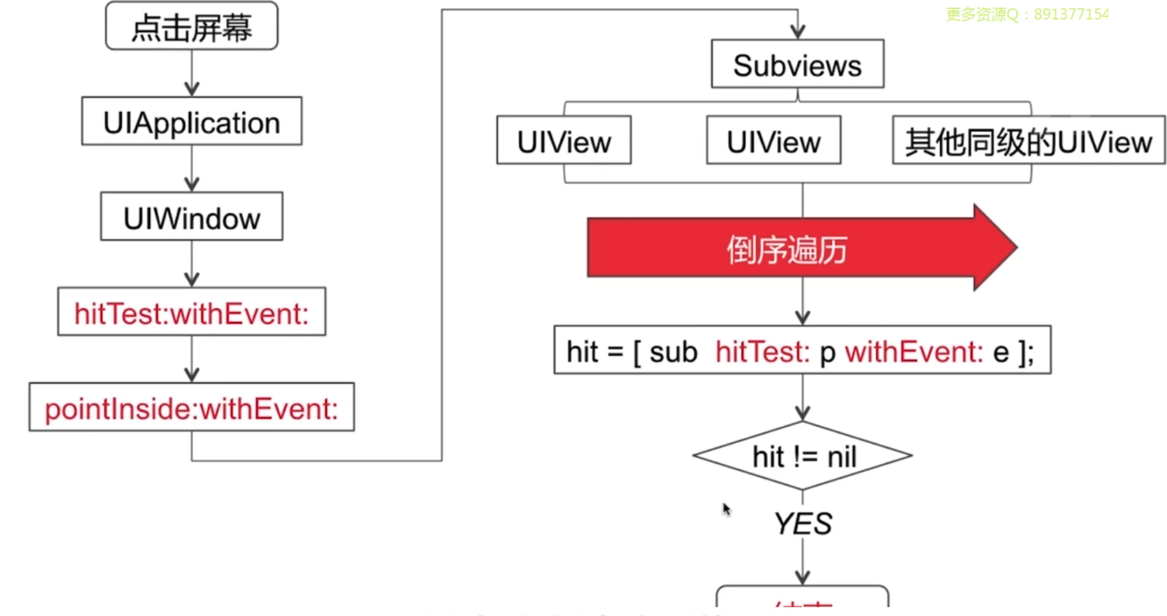 更多资源Q：891377154
点击屏幕
UIApplication
UIWindow
hitTest:withEvent:
pointInside:withEvent:
Subviews
UIView
UIView
其他同级的UIView
倒序遍历
hit = [ sub hitTest: p withEvent: e ];
hit != nil
YES